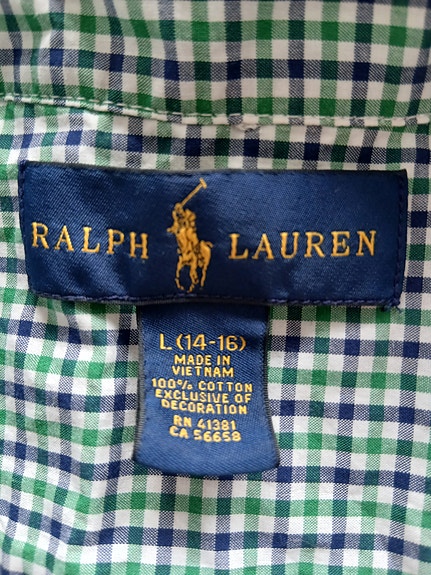 RALPH LAUREN
L (14-16)
MADE IN
VIETNAM
100% COTTON
EXCLUSIVE OF
DECORATION
RN 41381
CA 56658